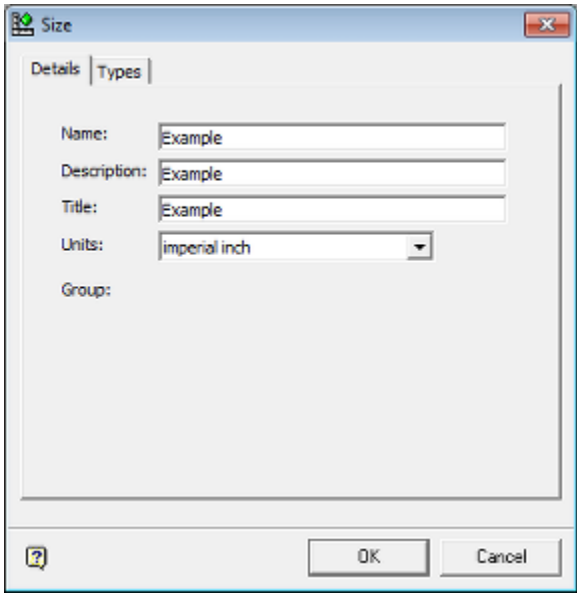 Size
Details Types
Name: Example
Description: Example
Title: Example
Units: imperial inch
Group:
OK Cancel